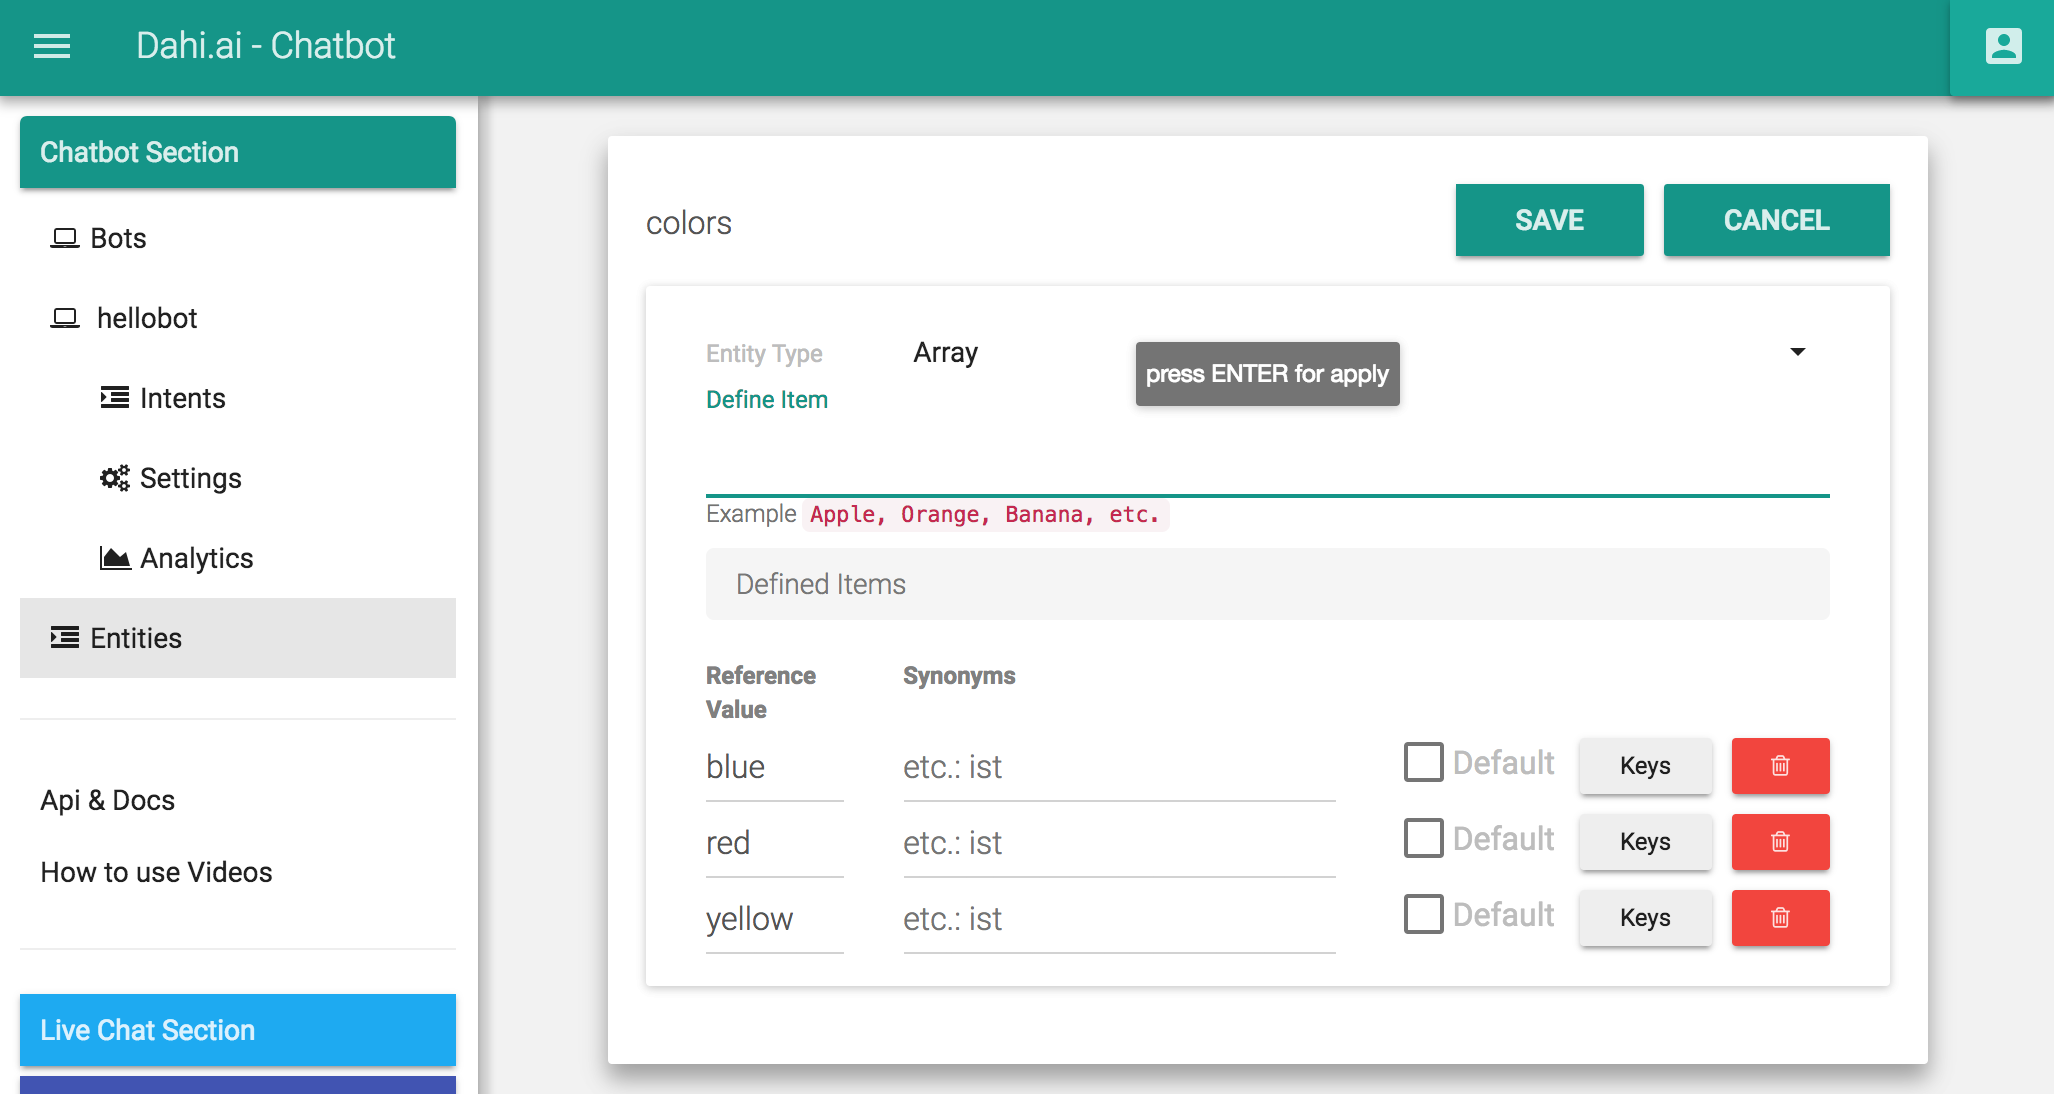 Dahi.ai - Chatbot
Chatbot Section
Bots
hellobot
Intents
Settings
Analytics
Entities
Api & Docs
How to use Videos
Live Chat Section
colors
SAVE
CANCEL
Entity Type
Array
press ENTER for apply
Define Item
Example Apple, Orange, Banana, etc.
Defined Items
Reference
Value
Synonyms
blue
etc.: ist
Default
Keys
red
etc.: ist
Default
Keys
yellow
etc.: ist
Default
Keys